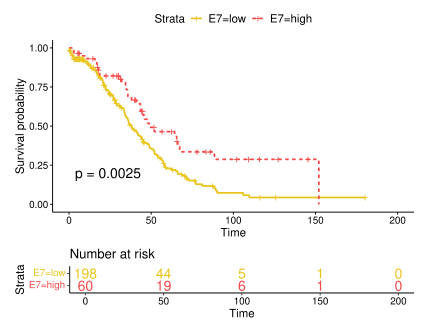 Strata E7=low E7=high
Survival probability
1.00
0.75
0.50
0.25
0.00
p = 0.0025
0 50 100 150 200
Time
Number at risk
Strata
E7=low 198 44 5 1 0
E7=high 60 19 6 1 0
0 50 100 150 200
Time